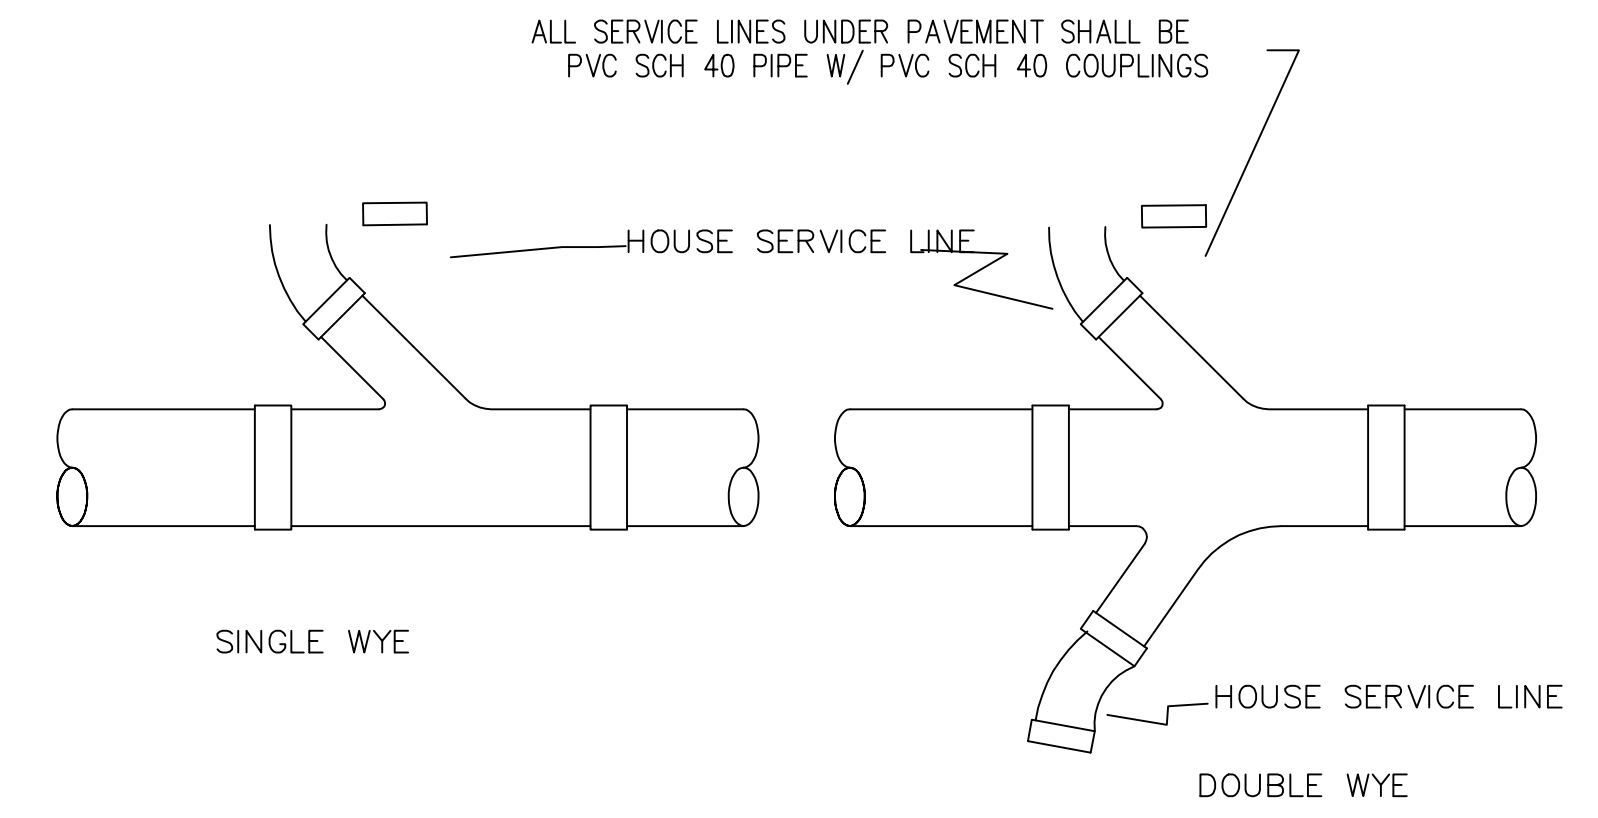 ALL SERVICE LINES UNDER PAVEMENT SHALL BE
PVC SCH 40 PIPE W/ PVC SCH 40 COUPLINGS
HOUSE SERVICE LINE
SINGLE WYE
HOUSE SERVICE LINE
DOUBLE WYE